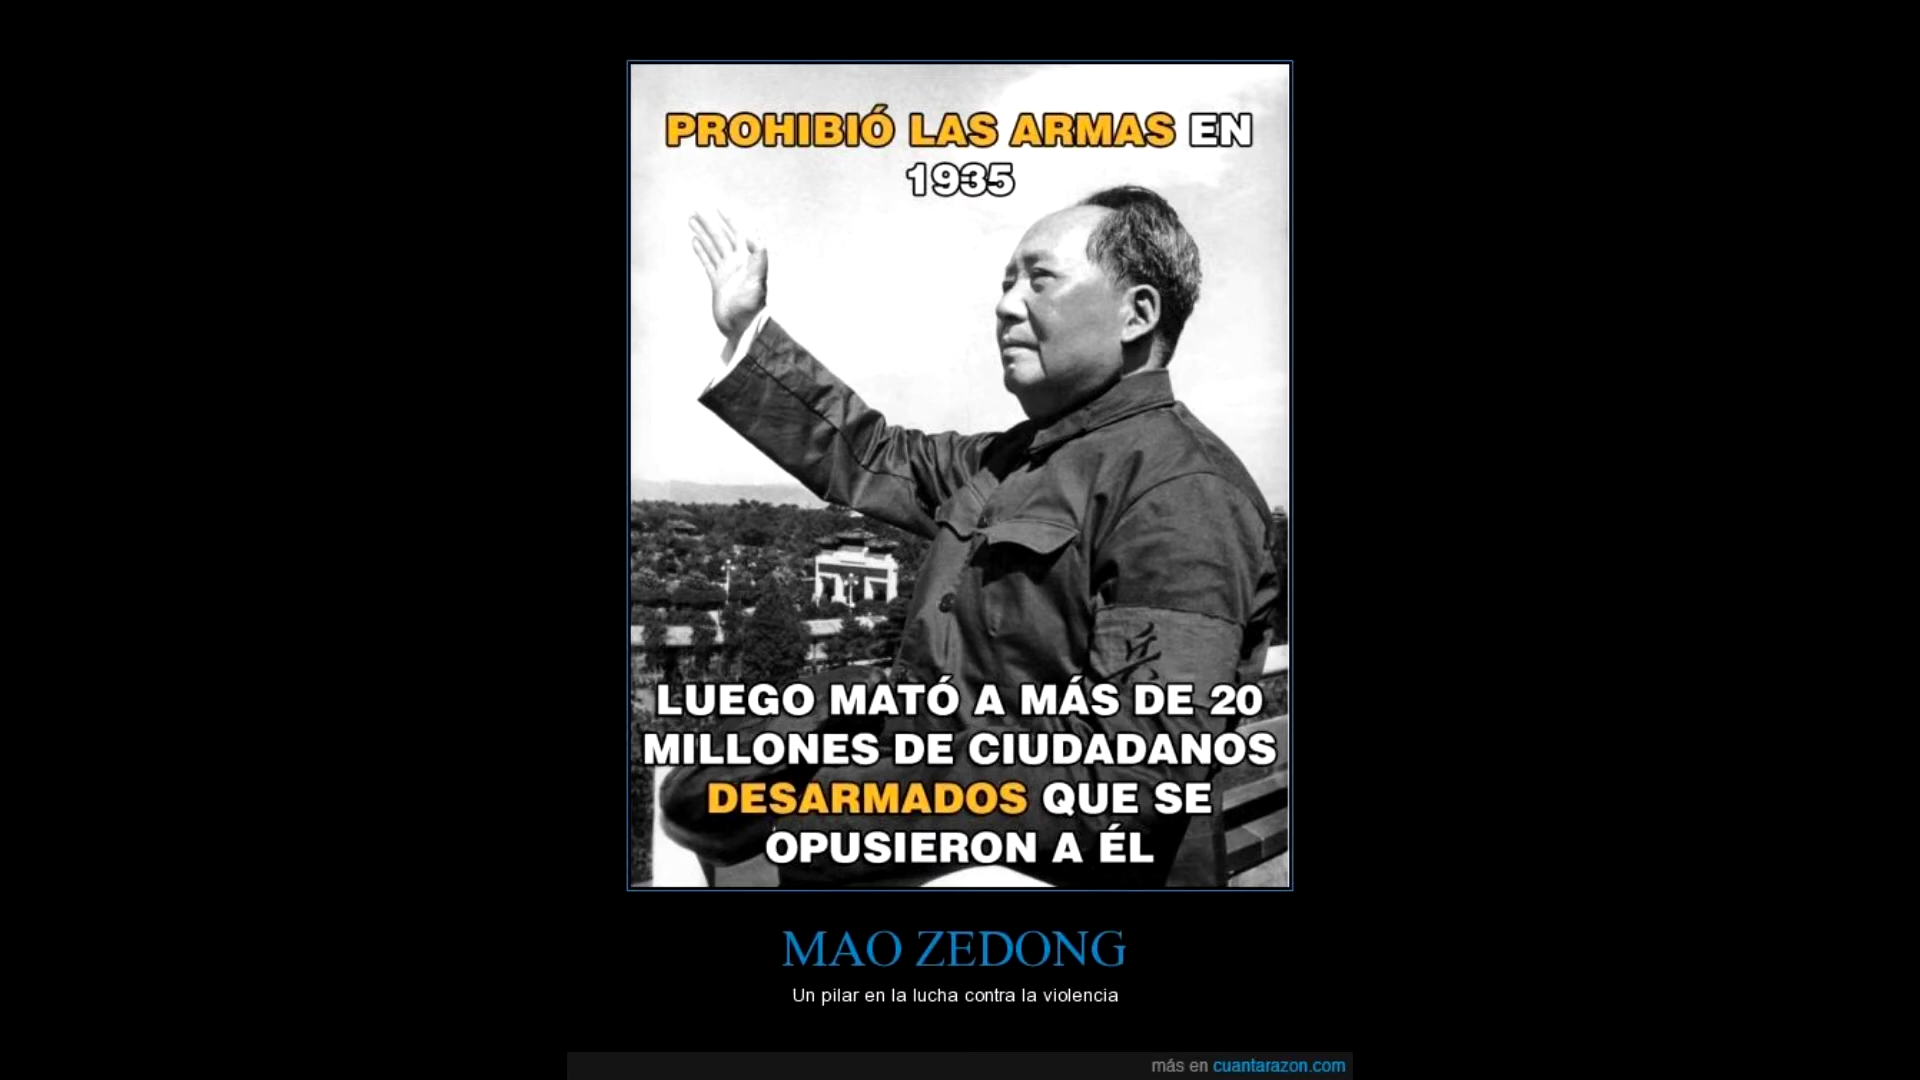 PROHIBIÓ LAS ARMAS EN
1935
LUEGO MATÓ A MÁS DE 20
MILLONES DE CIUDADANOS
DESARMADOS QUE SE
OPUSIERON A ÉL
MAO ZEDONG
Un pilar en la lucha contra la violencia
más en cuantarazon.com